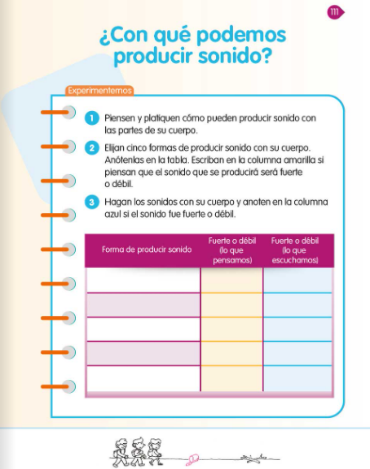 111
¿Con qué podemos
producir sonido?
Experimentemos
1 Piensen y platiquen cómo pueden producir sonido con
las partes de su cuerpo.
2 Elijan cinco formas de producir sonido con su cuerpo.
Anótenlas en la tabla. Escriban en la columna amarilla si
piensan que el sonido que se producirá será fuerte
o débil.
3 Hagan los sonidos con su cuerpo y anoten en la columna
azul si el sonido fue fuerte o débil.
Forma de producir sonido
Fuerte o débil
(lo que
pensamos)
Fuerte o débil
(lo que
escuchamos)